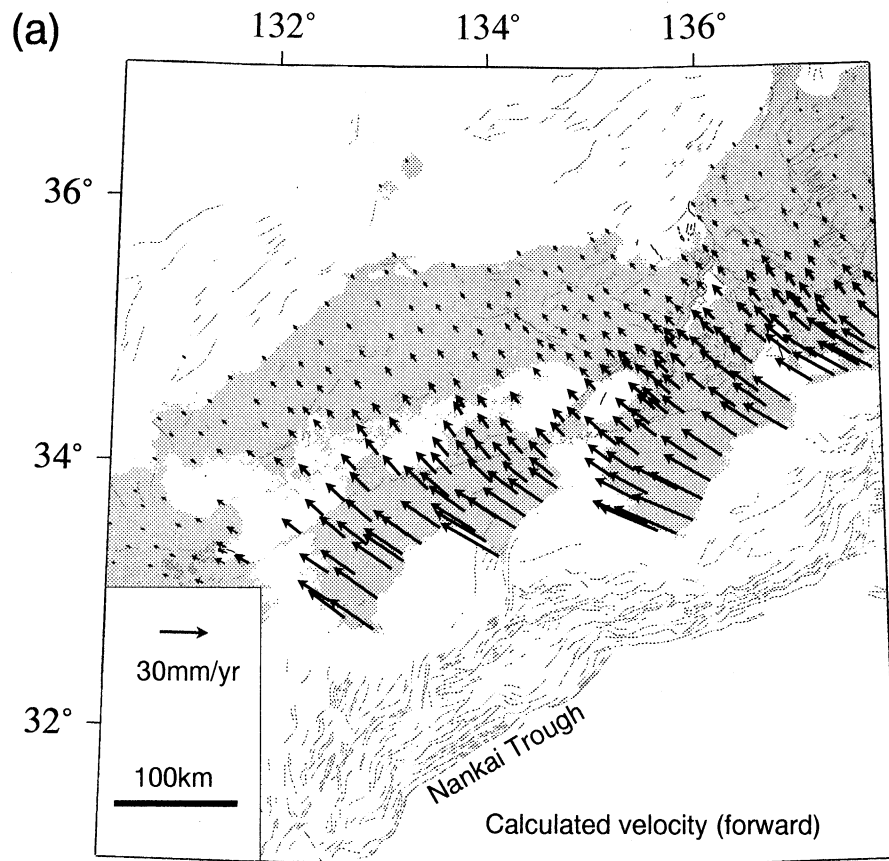 (a)
132° 134° 136°
36°
34°
32°
30mm/yr
100km
Nankai Trough
Calculated velocity (forward)